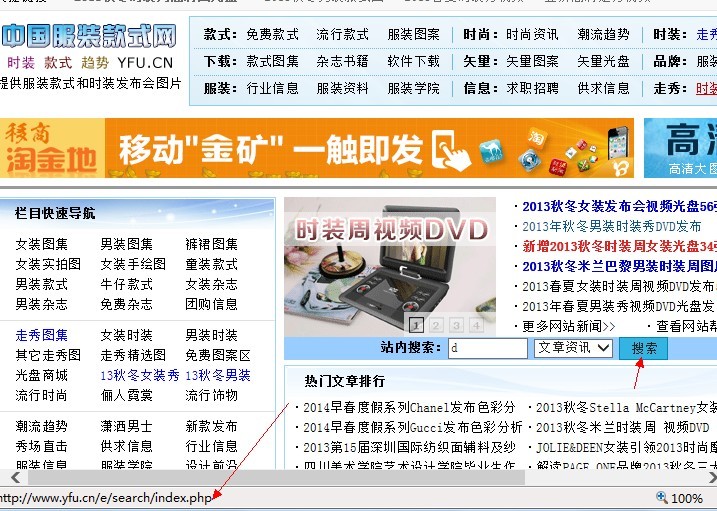 中国服装款式网
时装 款式 趋势 YFU.CN
提供服装款式和时装发布会图片
款式: 免费款式 流行款式 服装图案 时尚: 时尚资讯 潮流趋势 时装: 走秀
下载: 款式图集 杂志书籍 软件下载 矢量: 矢量图案 矢量光盘 品牌: 服装
服装: 行业信息 服装资料 服装学院 信息: 求职招聘 供求信息 走秀: 时装
淘金地
移动"金矿"一触即发
淘
高清
高清大图
栏目快速导航
女装图集 男装图集 裤裙图集
女装实拍图 女装手绘图 童装款式
男装款式 牛仔款式 女装杂志
男装杂志 免费杂志 团购信息
走秀图集 女装时装 男装时装
其它走秀图 走秀精选图 免费图案区
光盘商城 13秋冬女装秀 13秋冬男装
流行时尚 俪人霓裳 流行饰物
潮流趋势 潇洒男士 新款发布
秀场直击 供求信息 行业信息
服装信息 服装学院 设计前沿
时装周视频DVD
1 2 3 4
· 2013秋冬女装发布会视频光盘56张
· 2013年秋冬男装时装秀DVD发布
· 新增2013秋冬时装周女装光盘34张
· 2013秋冬米兰巴黎男装时装周图片
· 2013春夏女装时装周视频DVD发布
· 2013年春夏男装秀视频DVD光盘发
· 更多网站新闻>> · 查看网站帮
站内搜索: d 文章资讯 搜索
热门文章排行
· 2014早春度假系列Chanel发布色彩分 · 2013秋冬Stella McCartney女装
· 2014早春度假系列Gucci发布色彩分析 · 2013秋冬米兰时装周 视频DVD
· 2013第15届深圳国际纺织面辅料及纱 · JOLIE&DEEN女装引领2013时尚魔
· 四川美术学院艺术设计学院毕业生作 · 解读PAGE ONE品牌2013秋冬三大
http://www.yfu.cn/e/search/index.php
100%